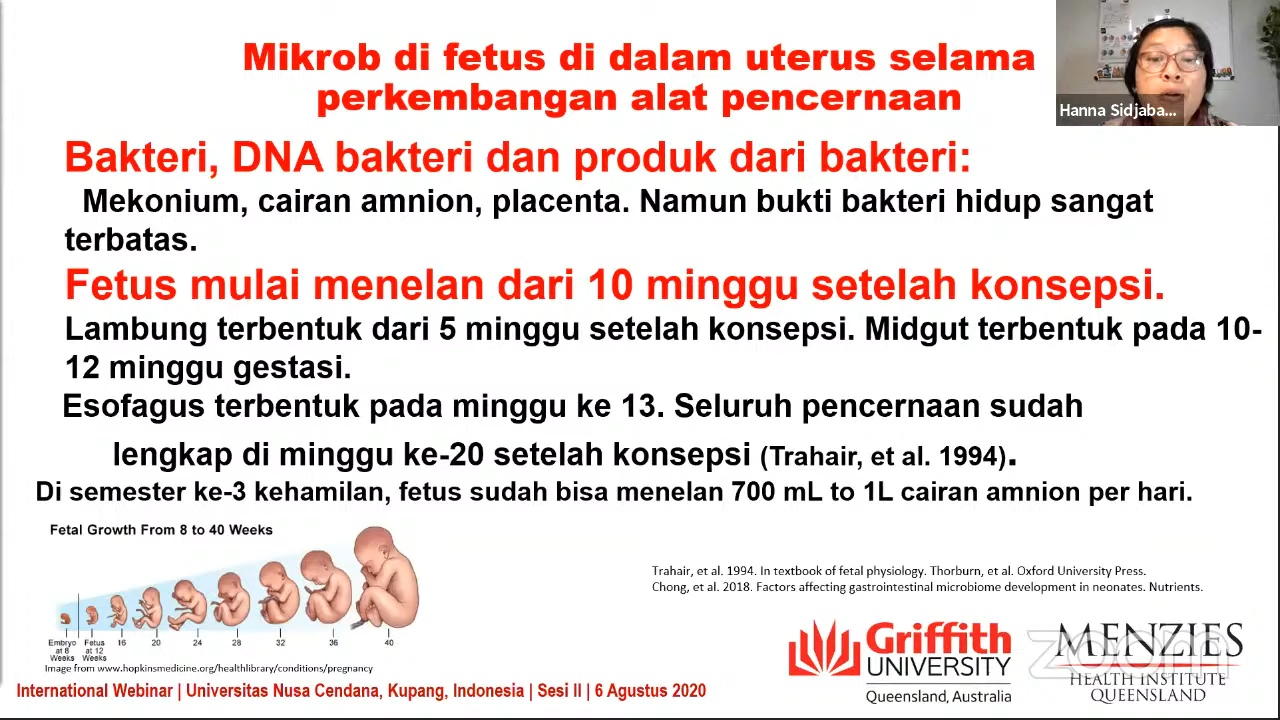 Mikrob di fetus di dalam uterus selama
perkembangan alat pencernaan
Hanna Sidjaba...
Bakteri, DNA bakteri dan produk dari bakteri:
Mekonium, cairan amnion, placenta. Namun bukti bakteri hidup sangat
terbatas.
Fetus mulai menelan dari 10 minggu setelah konsepsi.
Lambung terbentuk dari 5 minggu setelah konsepsi. Midgut terbentuk pada 10-
12 minggu gestasi.
Esofagus terbentuk pada minggu ke 13. Seluruh pencernaan sudah
lengkap di minggu ke-20 setelah konsepsi (Trahair, et al. 1994).
Di semester ke-3 kehamilan, fetus sudah bisa menelan 700 mL to 1L cairan amnion per hari.
Fetal Growth From 8 to 40 Weeks
Embryo at 8 Weeks
Fetus at 12 Weeks
16 20 24 28 32 36 40
Image from www.hopkinsmedicine.org/healthlibrary/conditions/pregnancy
Trahair, et al. 1994. In textbook of fetal physiology. Thorburn, et al. Oxford University Press.
Chong, et al. 2018. Factors affecting gastrointestinal microbiome development in neonates. Nutrients.
Griffith
UNIVERSITY
Queensland, Australia
MENZIES
HEALTH INSTITUTE
QUEENSLAND
zoom
International Webinar | Universitas Nusa Cendana, Kupang, Indonesia | Sesi II | 6 Agustus 2020